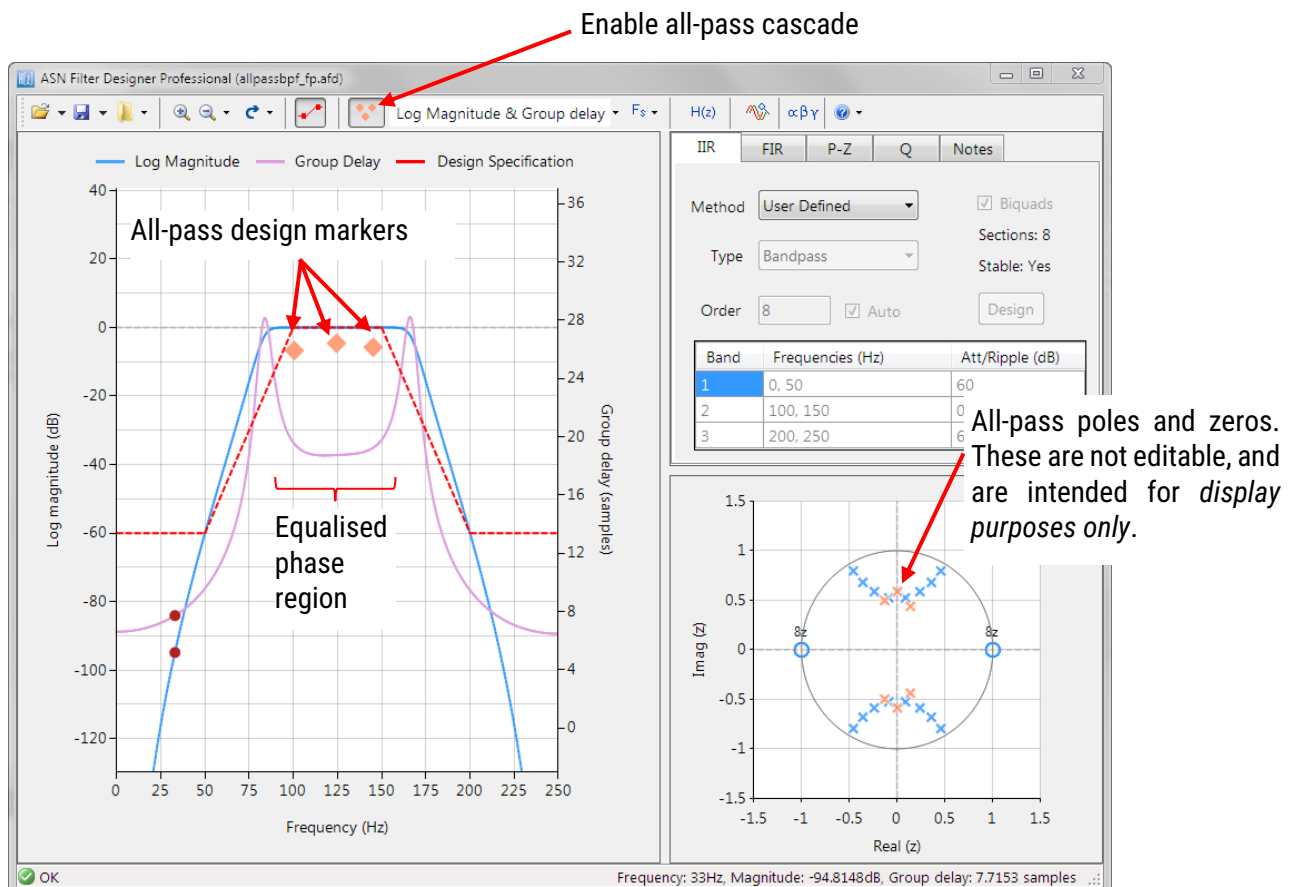 Enable all-pass cascade
ASN Filter Designer Professional (allpassbpf_fp.afd)
Log Magnitude & Group delay
Fs
H(z)
αβγ
Log Magnitude
Group Delay
Design Specification
IIR
FIR
P-Z
Q
Notes
Method
User Defined
Biquads
Sections: 8
Type
Bandpass
Stable: Yes
Order
8
Auto
Design
Band
Frequencies (Hz)
Att/Ripple (dB)
1
0, 50
60
2
100, 150
0
3
200, 250
6
All-pass design markers
Equalised
phase
region
All-pass poles and zeros.
These are not editable, and
are intended for display
purposes only.
40
20
0
-20
-40
-60
-80
-100
-120
Log magnitude (dB)
36
32
28
24
20
16
12
8
4
0
Group delay (samples)
0
25
50
75
100
125
150
175
200
225
250
Frequency (Hz)
1.5
1
0.5
0
-0.5
-1
-1.5
Imag (z)
8z
8z
-1.5
-1
-0.5
0
0.5
1
1.5
Real (z)
OK
Frequency: 33Hz, Magnitude: -94.8148dB, Group delay: 7.7153 samples